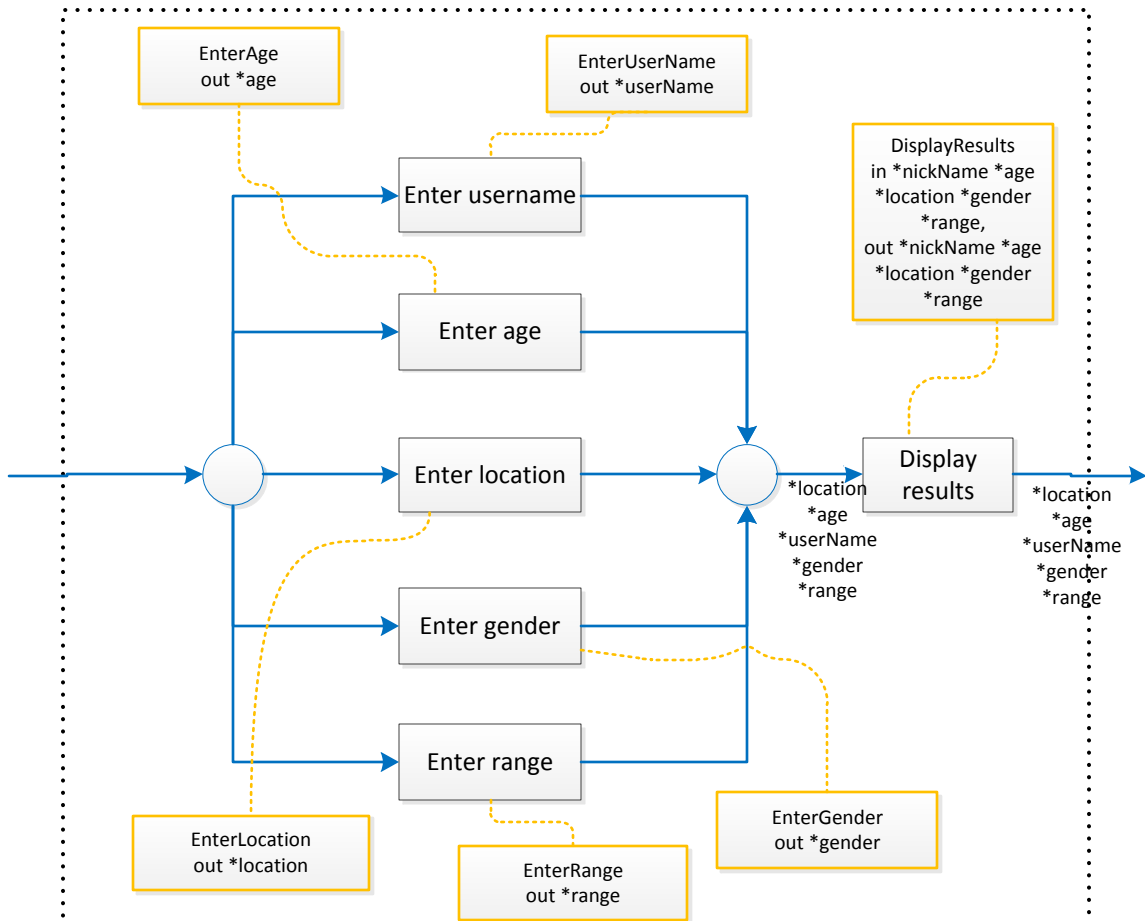 EnterAge
out *age
EnterUserName
out *userName
DisplayResults
in *nickName *age
*location *gender
*range,
out *nickName *age
*location *gender
*range
Enter username
Enter age
Enter location
Display
results
*location
*age
*userName
*gender
*range
*location
*age
*userName
*gender
*range
Enter gender
Enter range
EnterLocation
out *location
EnterRange
out *range
EnterGender
out *gender